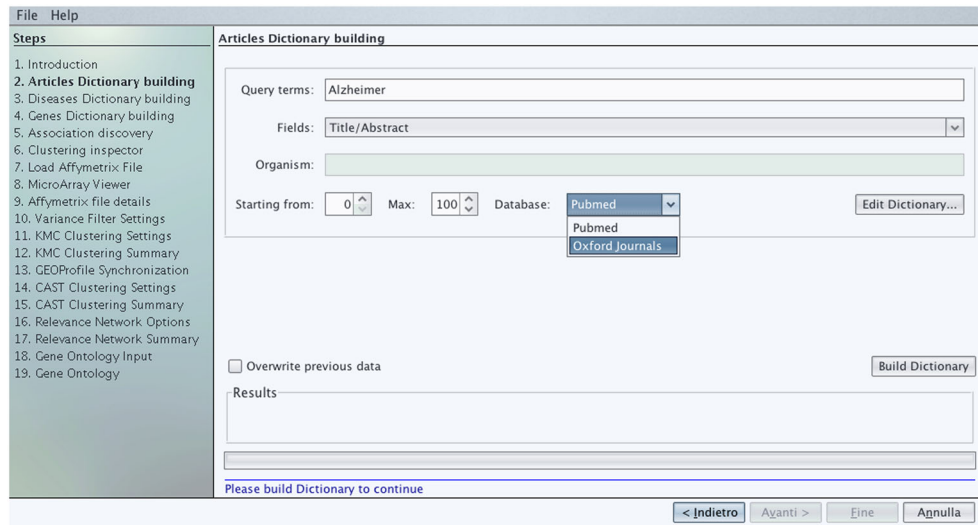 File Help
Steps
1. Introduction
2. Articles Dictionary building
3. Diseases Dictionary building
4. Genes Dictionary building
5. Association discovery
6. Clustering inspector
7. Load Affymetrix File
8. MicroArray Viewer
9. Affymetrix file details
10. Variance Filter Settings
11. KMC Clustering Settings
12. KMC Clustering Summary
13. GEOProfile Synchronization
14. CAST Clustering Settings
15. CAST Clustering Summary
16. Relevance Network Options
17. Relevance Network Summary
18. Gene Ontology Input
19. Gene Ontology
Articles Dictionary building
Query terms: Alzheimer
Fields: Title/Abstract
Organism:
Starting from: 0 Max: 100 Database: Pubmed Edit Dictionary...
Pubmed
Oxford Journals
Overwrite previous data Build Dictionary
Results
Please build Dictionary to continue
< Indietro Avanti > Fine Annulla